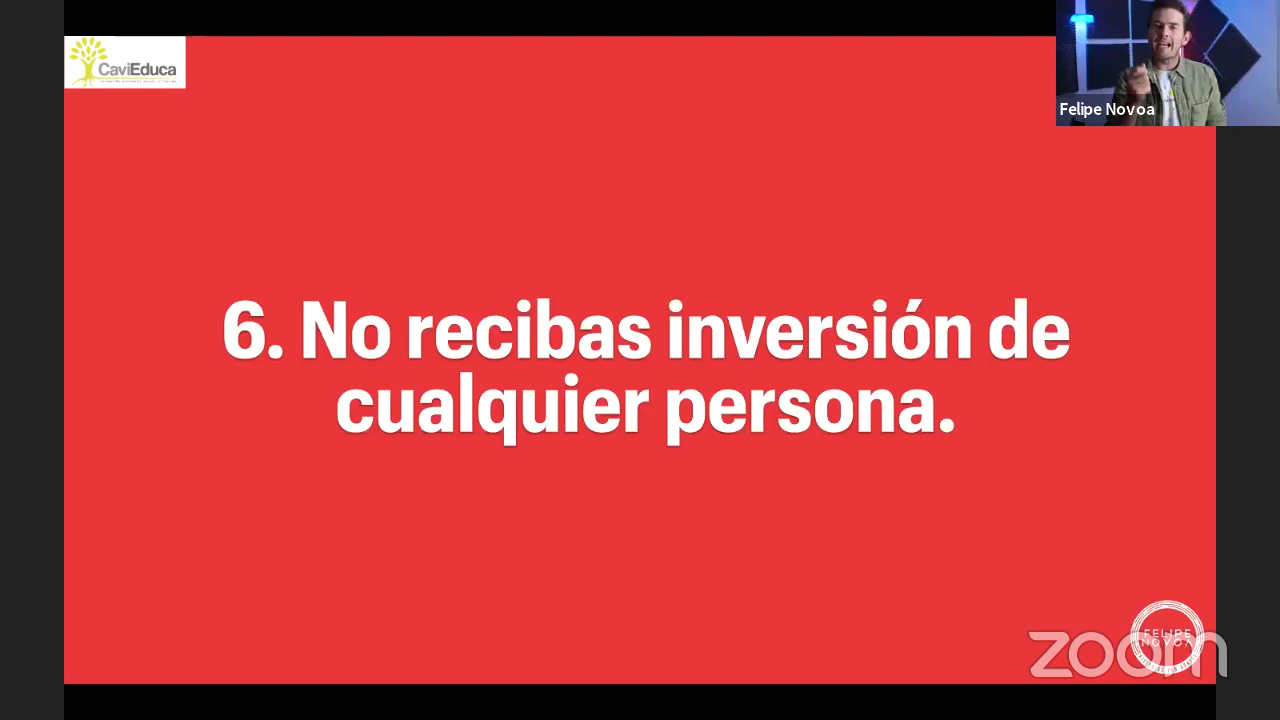 CaviEduca
Felipe Novoa
6. No recibas inversión de
cualquier persona.
FELIPE
NOVOA
zoom